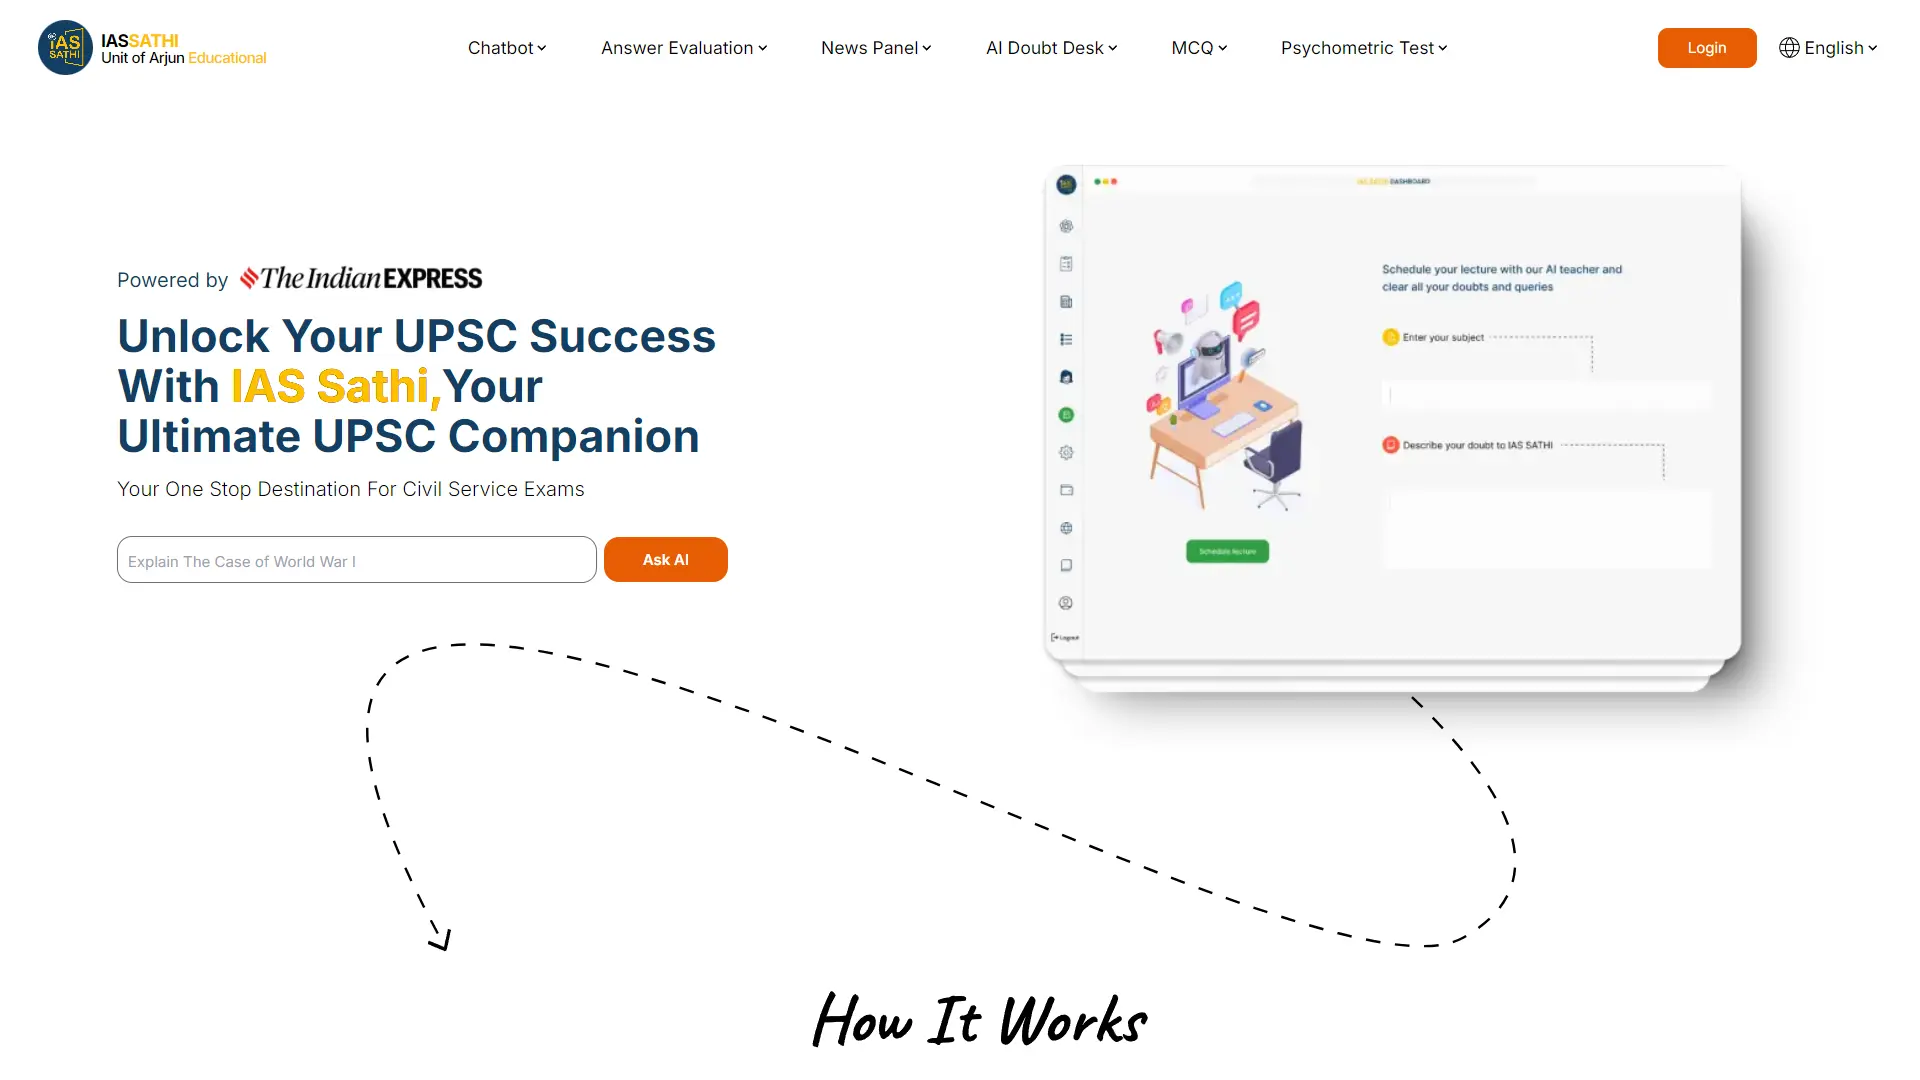 IAS
SATHI
IASSATHI
Unit of Arjun Educational
Chatbot
Answer Evaluation
News Panel
AI Doubt Desk
MCQ
Psychometric Test
Login
English
Powered by The Indian EXPRESS
Unlock Your UPSC Success
With IAS Sathi,Your
Ultimate UPSC Companion
Your One Stop Destination For Civil Service Exams
Explain The Case of World War I
Ask AI
IAS SATHI DASHBOARD
Schedule your lecture with our AI teacher and
clear all your doubts and queries
Enter your subject
Describe your doubt to IAS SATHI
Schedule lecture
Logout
How It Works